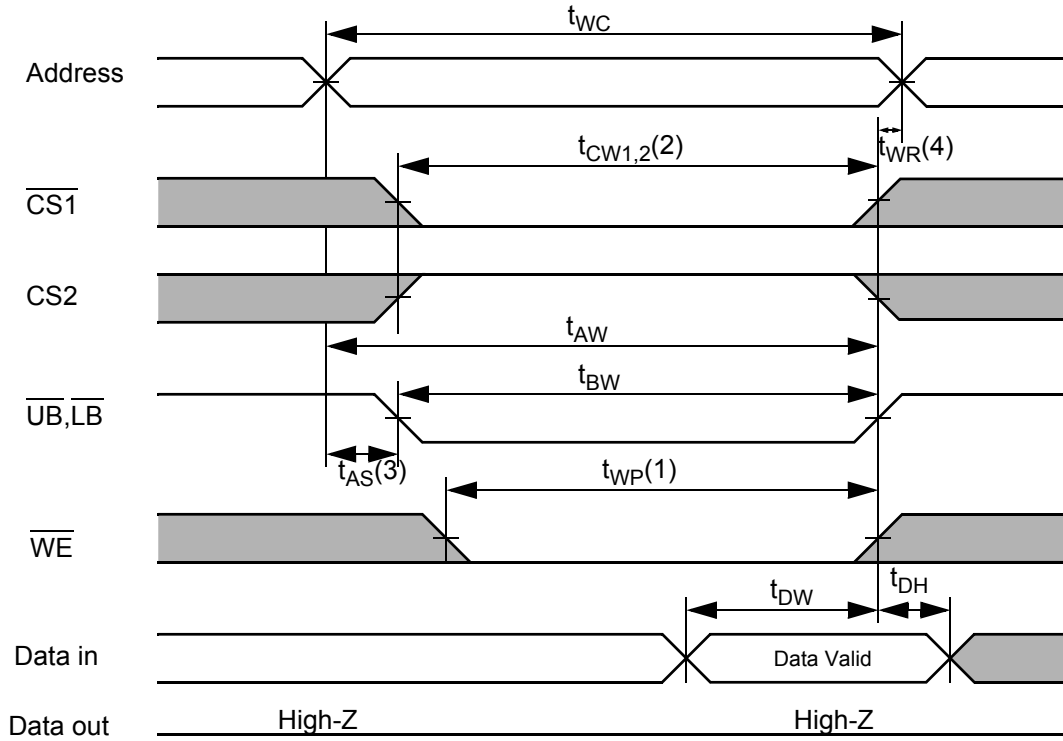 tWC
Address
tCW1,2(2)
tWR(4)
CS1
CS2
tAW
tBW
UB,LB
tAS(3)
tWP(1)
WE
tDW
tDH
Data in
Data Valid
Data out
High-Z
High-Z